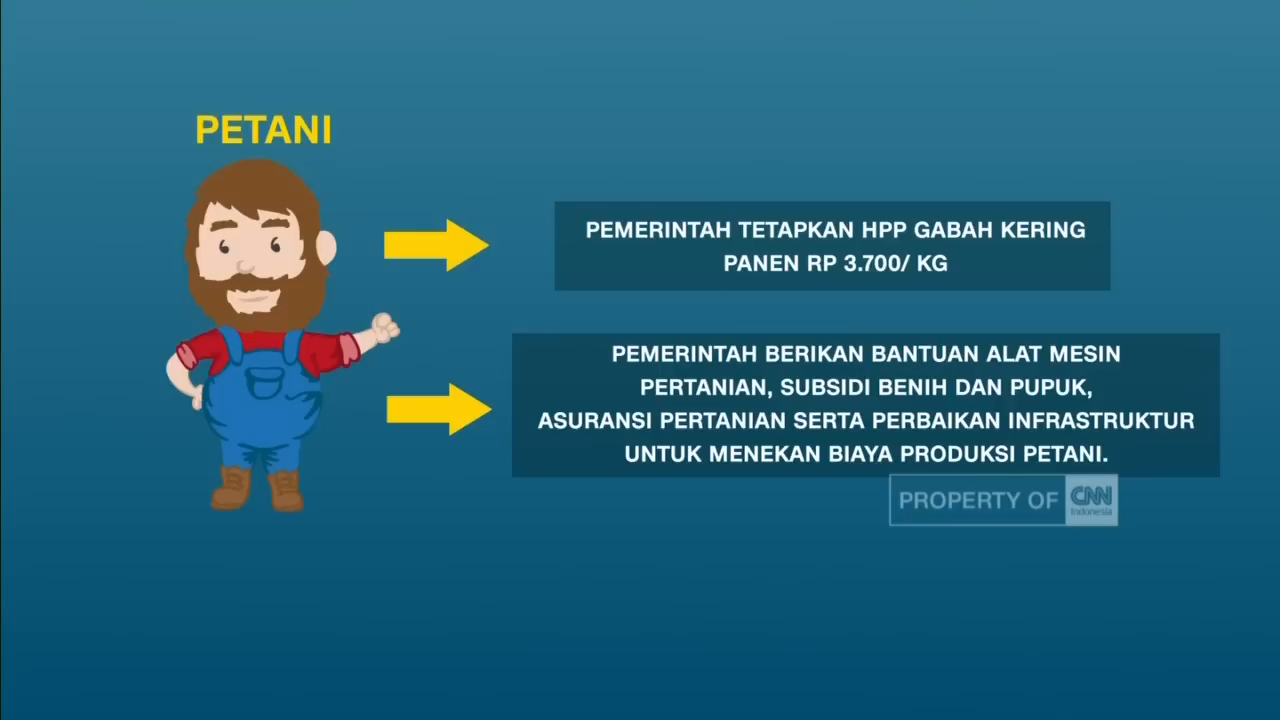 PETANI
PEMERINTAH TETAPKAN HPP GABAH KERING
PANEN RP 3.700/ KG
PEMERINTAH BERIKAN BANTUAN ALAT MESIN
PERTANIAN, SUBSIDI BENIH DAN PUPUK,
ASURANSI PERTANIAN SERTA PERBAIKAN INFRASTRUKTUR
UNTUK MENEKAN BIAYA PRODUKSI PETANI.
PROPERTY OF CNN
Indonesia